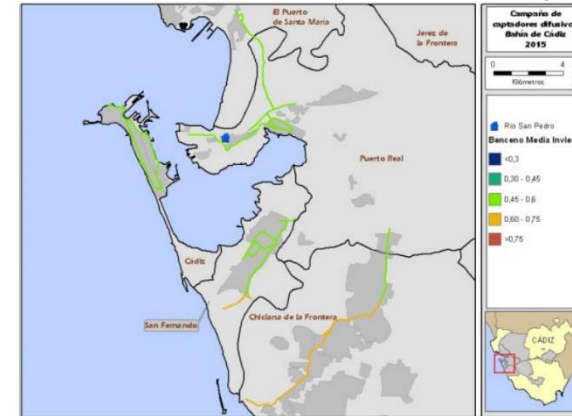 El Puerto
de Santa María
Jerez de
la Frontera
Puerto Real
Cádiz
San Fernando
Chiclana de la Frontera
Campaña de
captadores difusivo
Bahía de Cádiz
2015
0 4
Kilómetros
Río San Pedro
Benceno Media Invie
<0,3
0,30 - 0,45
0,45 - 0,6
0,60 - 0,75
>0,75
CÁDIZ